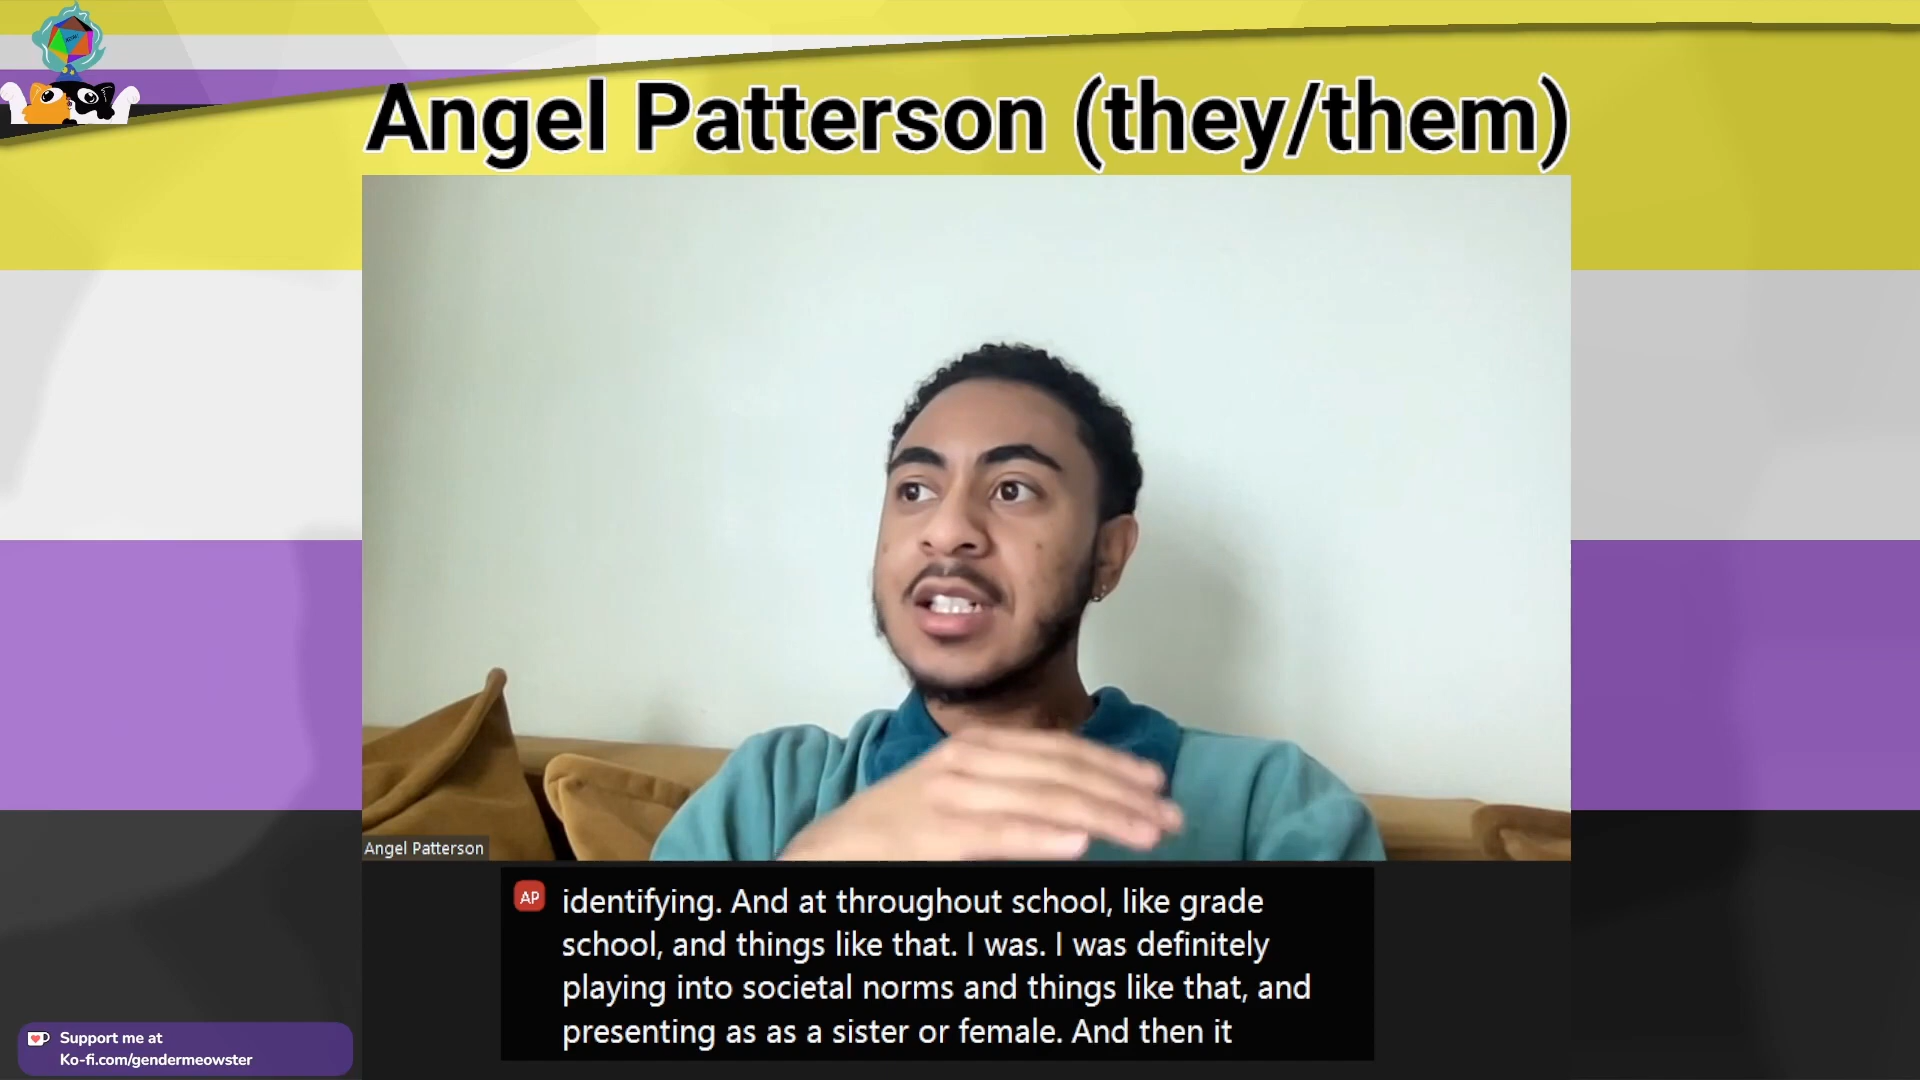 Angel Patterson (they/them)
Angel Patterson
AP
identifying. And at throughout school, like grade
school, and things like that. I was. I was definitely
playing into societal norms and things like that, and
presenting as as a sister or female. And then it
Support me at
Ko-fi.com/gendermeowster